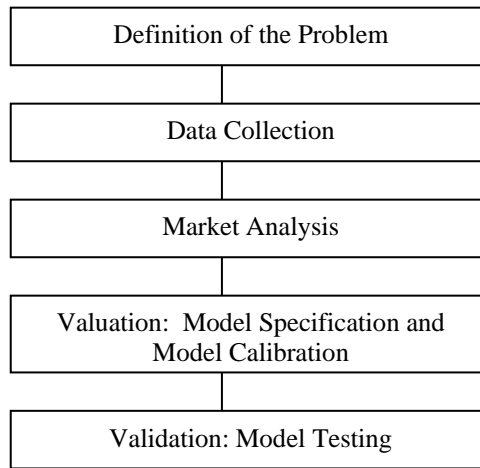 Definition of the Problem
Data Collection
Market Analysis
Valuation:  Model Specification and
Model Calibration
Validation: Model Testing